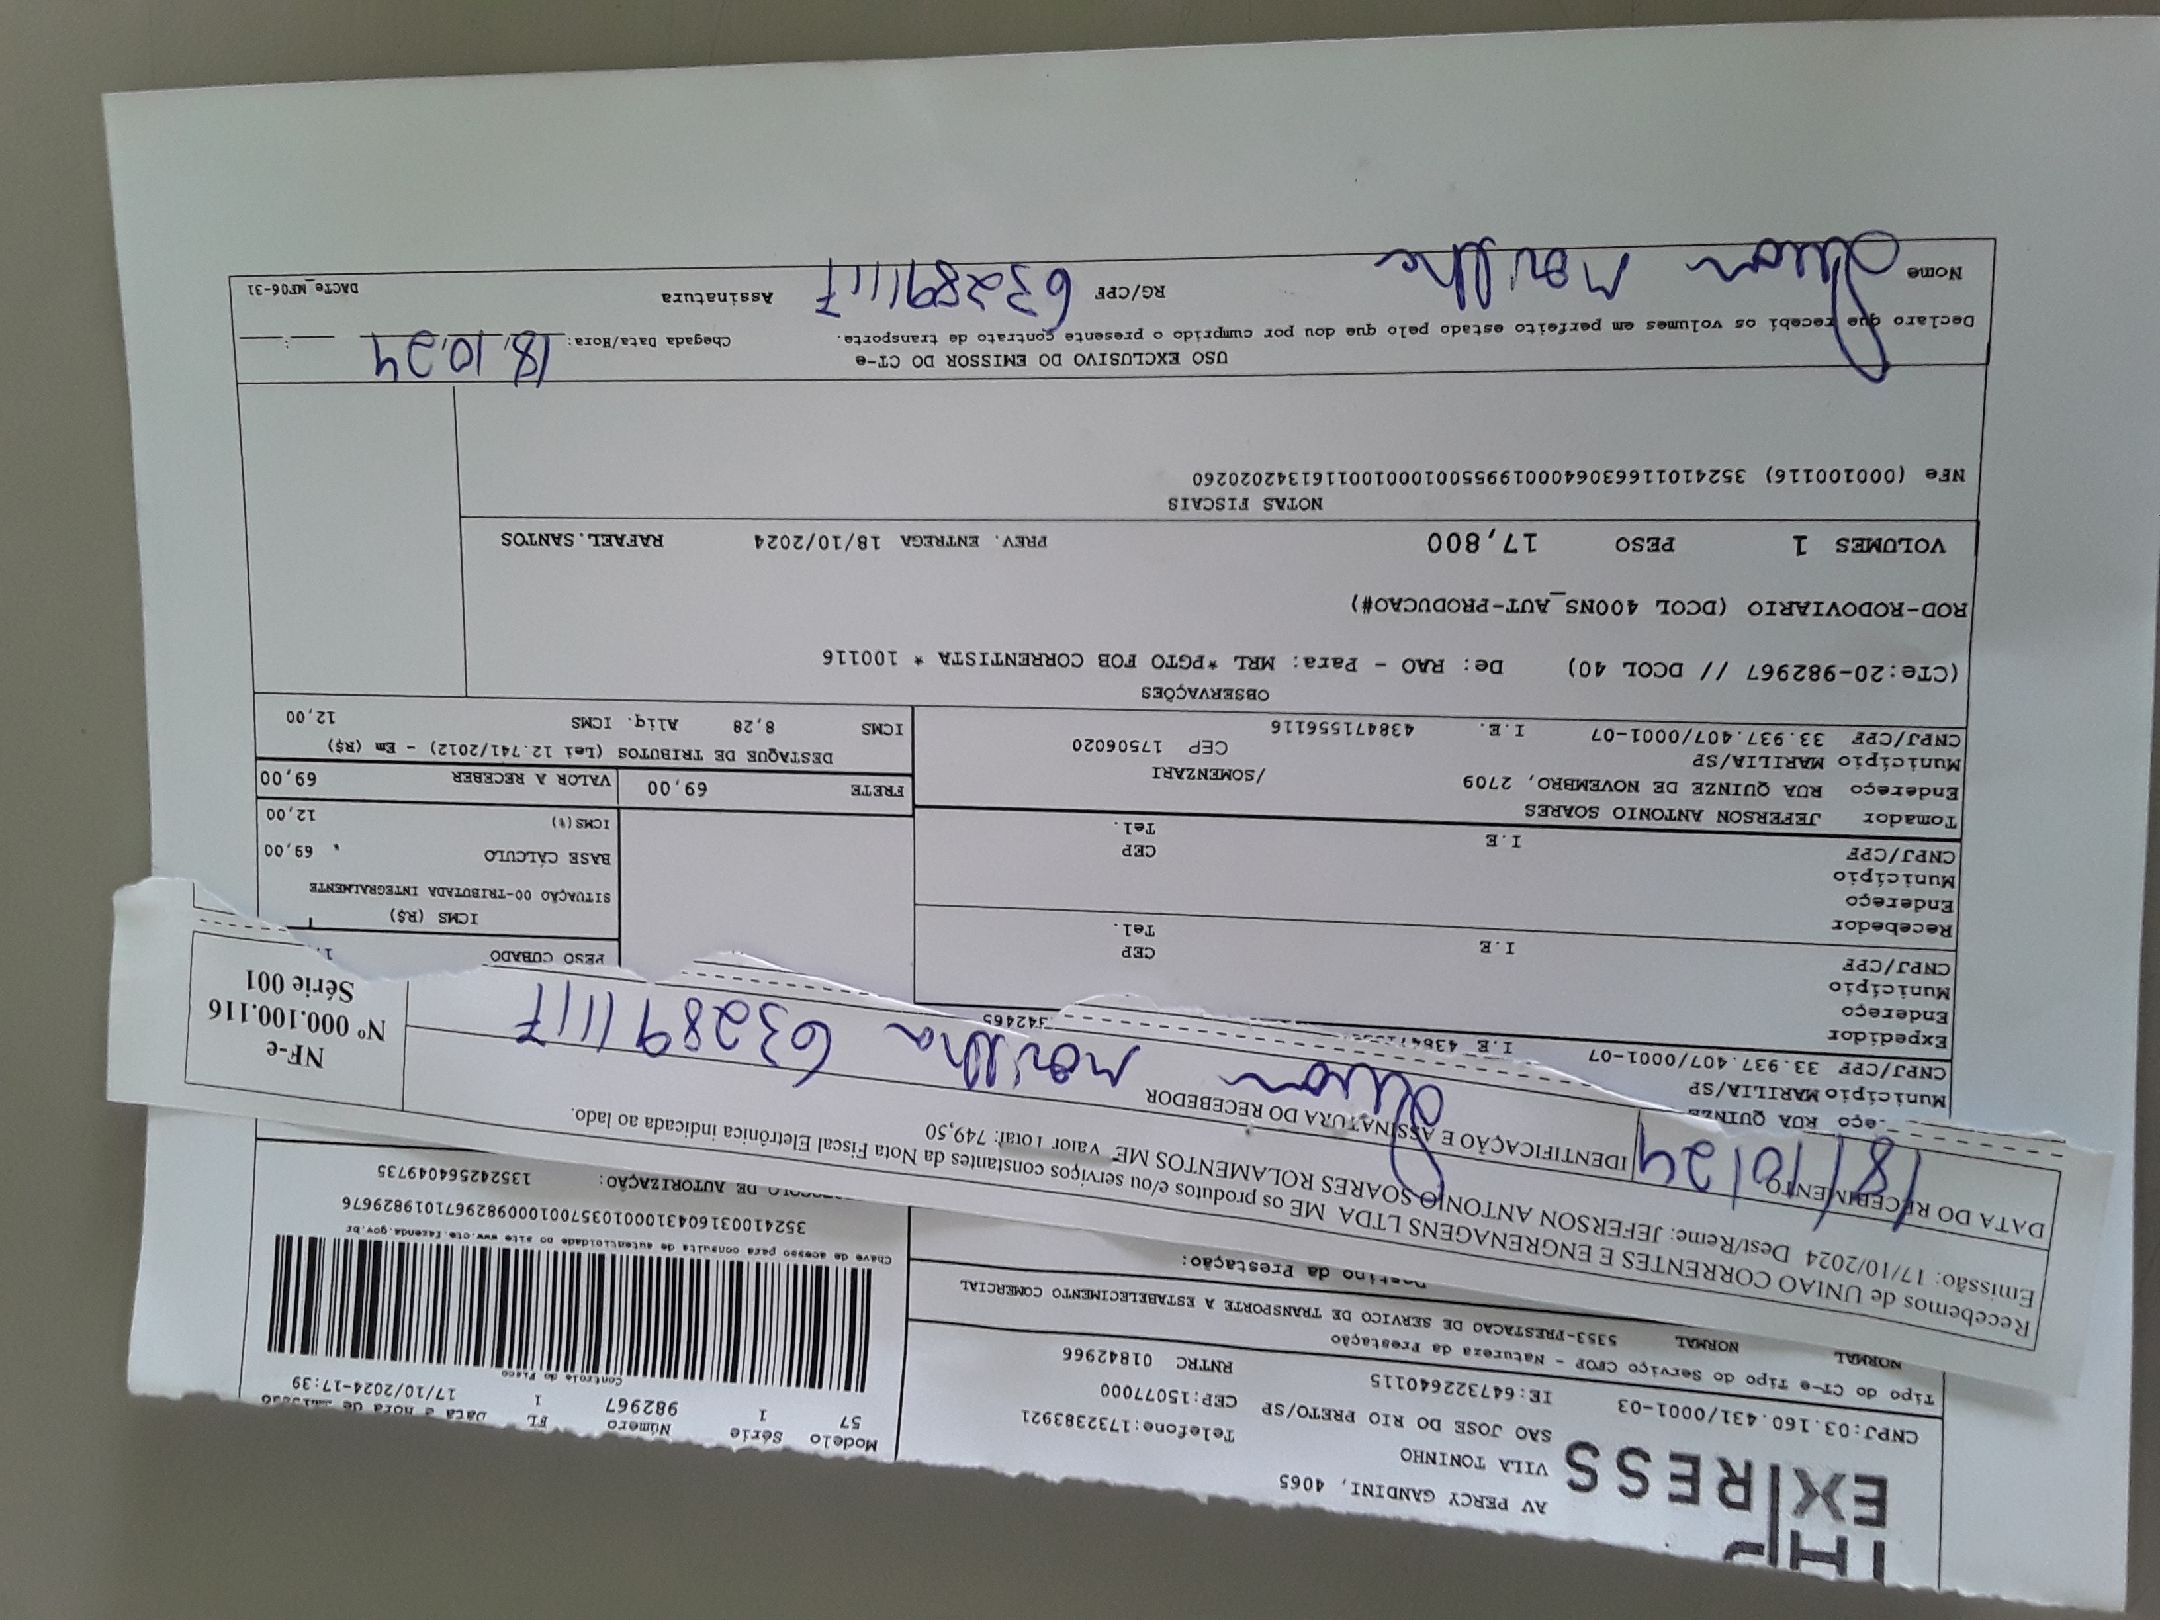 EXPRESS
AV PERCY GANDINI, 4065
VILA TONINHO
SAO JOSE DO RIO PRETO/SP
Telefone:1732383921
CEP:15077000
CNPJ:03.160.431/0001-03
IE:647322640115
RNTRC 01842966
Modelo Série Número FL Data e hora de
57 1 982967 1 17/10/2024-17:39
Controle do Fisco
Tipo do CT-e Tipo do Serviço CFOP - Natureza da Prestação
NORMAL NORMAL 5353-PRESTACAO DE SERVICO DE TRANSPORTE A ESTABELECIMENTO COMERCIAL
da Prestação:
Chave de acesso para consulta de autenticidade no site www.cte.fazenda.gov.br
35241003160431000103570010009829671019829676
DE AUTORIZAÇÃO: 135242564049735
Recebemos de UNIAO CORRENTES E ENGRENAGENS LTDA ME os produtos e/ou serviços constantes da Nota Fiscal Eletrônica indicada ao lado.
Emissão: 17/10/2024 Dest/Reme: JEFERSON ANTONIO SOARES ROLAMENTOS ME Valor Total: 749,50
DATA DO RECEBIMENTO
18/10/24
IDENTIFICAÇÃO E ASSINATURA DO RECEBEDOR
632891117
NF-e
Nº 000.100.116
Série 001
RUA QUINZE
Município MARILIA/SP
CNPJ/CPF 33.937.407/0001-07 I.E
342465
Expedidor
Endereço
Município CEP
CNPJ/CPF I.E Tel.
Recebedor
Endereço
Município CEP
CNPJ/CPF I.E Tel.
PESO CUBADO
ICMS (R$)
SITUAÇÃO 00-TRIBUTADA INTEGRALMENTE
BASE CÁLCULO 69,00
ICMS(%) 12,00
Tomador JEFERSON ANTONIO SOARES
Endereço RUA QUINZE DE NOVEMBRO, 2709 /SOMENZARI
Município MARILIA/SP CEP 17506020
CNPJ/CPF 33.937.407/0001-07 I.E. 438471556116
FRETE 69,00 VALOR A RECEBER 69,00
DESTAQUE DE TRIBUTOS (Lei 12.741/2012) - Em (R$)
ICMS 8,28 Aliq. ICMS 12,00
OBSERVAÇÕES
(CTe:20-982967 // DCOL 40) De: RAO - Para: MRL *PGTO FOB CORRENTISTA * 100116
ROD-RODOVIARIO (DCOL 400NS_AUT-PRODUCAO#)
VOLUMES 1 PESO 17,800 PREV. ENTREGA 18/10/2024 RAFAEL.SANTOS
NOTAS FISCAIS
NFe (000100116) 35241011663064000199550010001001161342020260
USO EXCLUSIVO DO EMISSOR DO CT-e
Declaro que recebi os volumes em perfeito estado pelo que dou por cumprido o presente contrato de transporte. Chegada Data/Hora: 18,10,24
Nome RG/CPF 632891117 Assinatura
DACTe_MF06-31